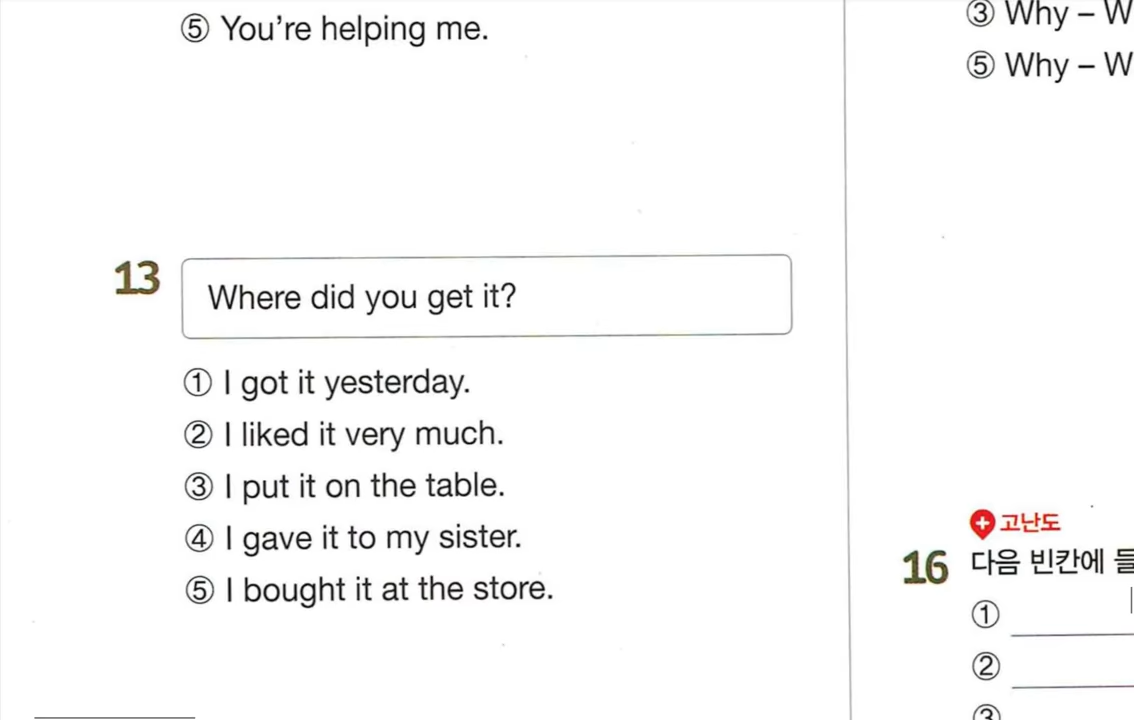 ⑤ You're helping me.
13
Where did you get it?
① I got it yesterday.
② I liked it very much.
③ I put it on the table.
④ I gave it to my sister.
⑤ I bought it at the store.
③ Why – W
⑤ Why – W
고난도
16 다음 빈칸에
①
②
③